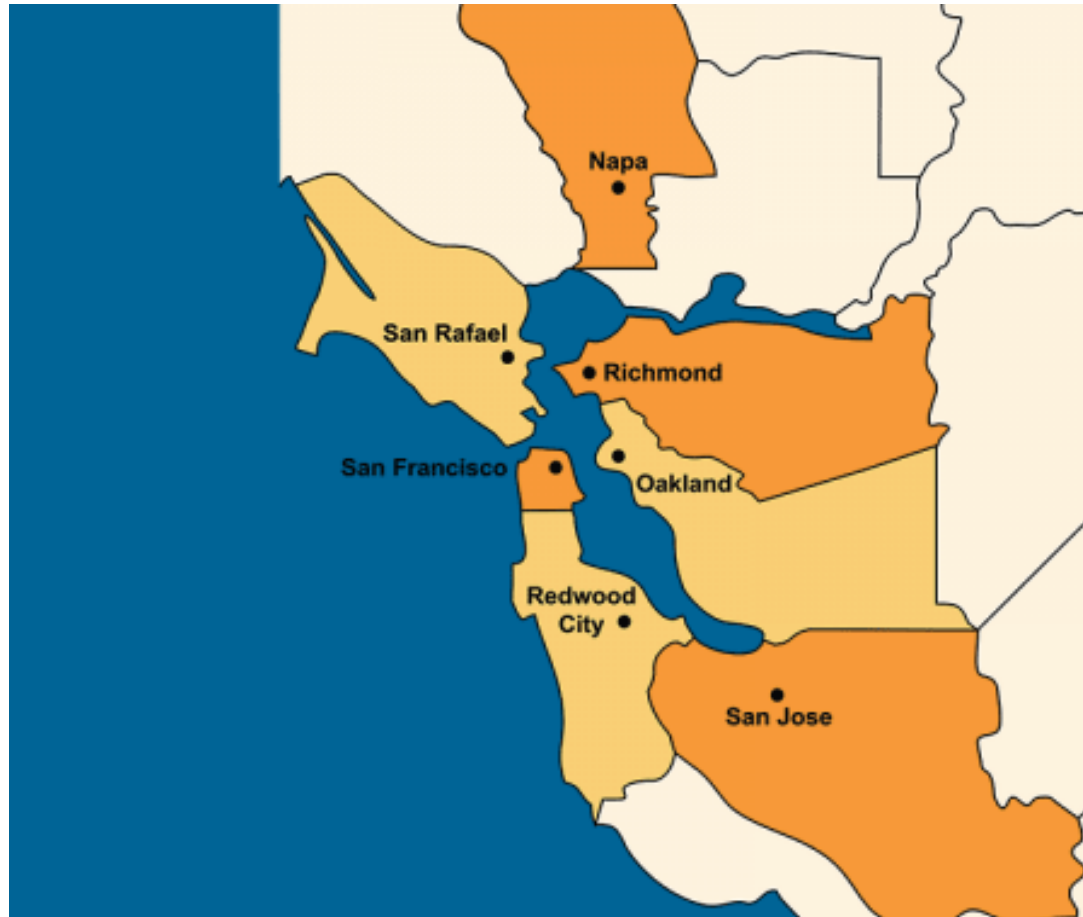 Napa
San Rafael
Richmond
San Francisco
Oakland
Redwood
City
San Jose